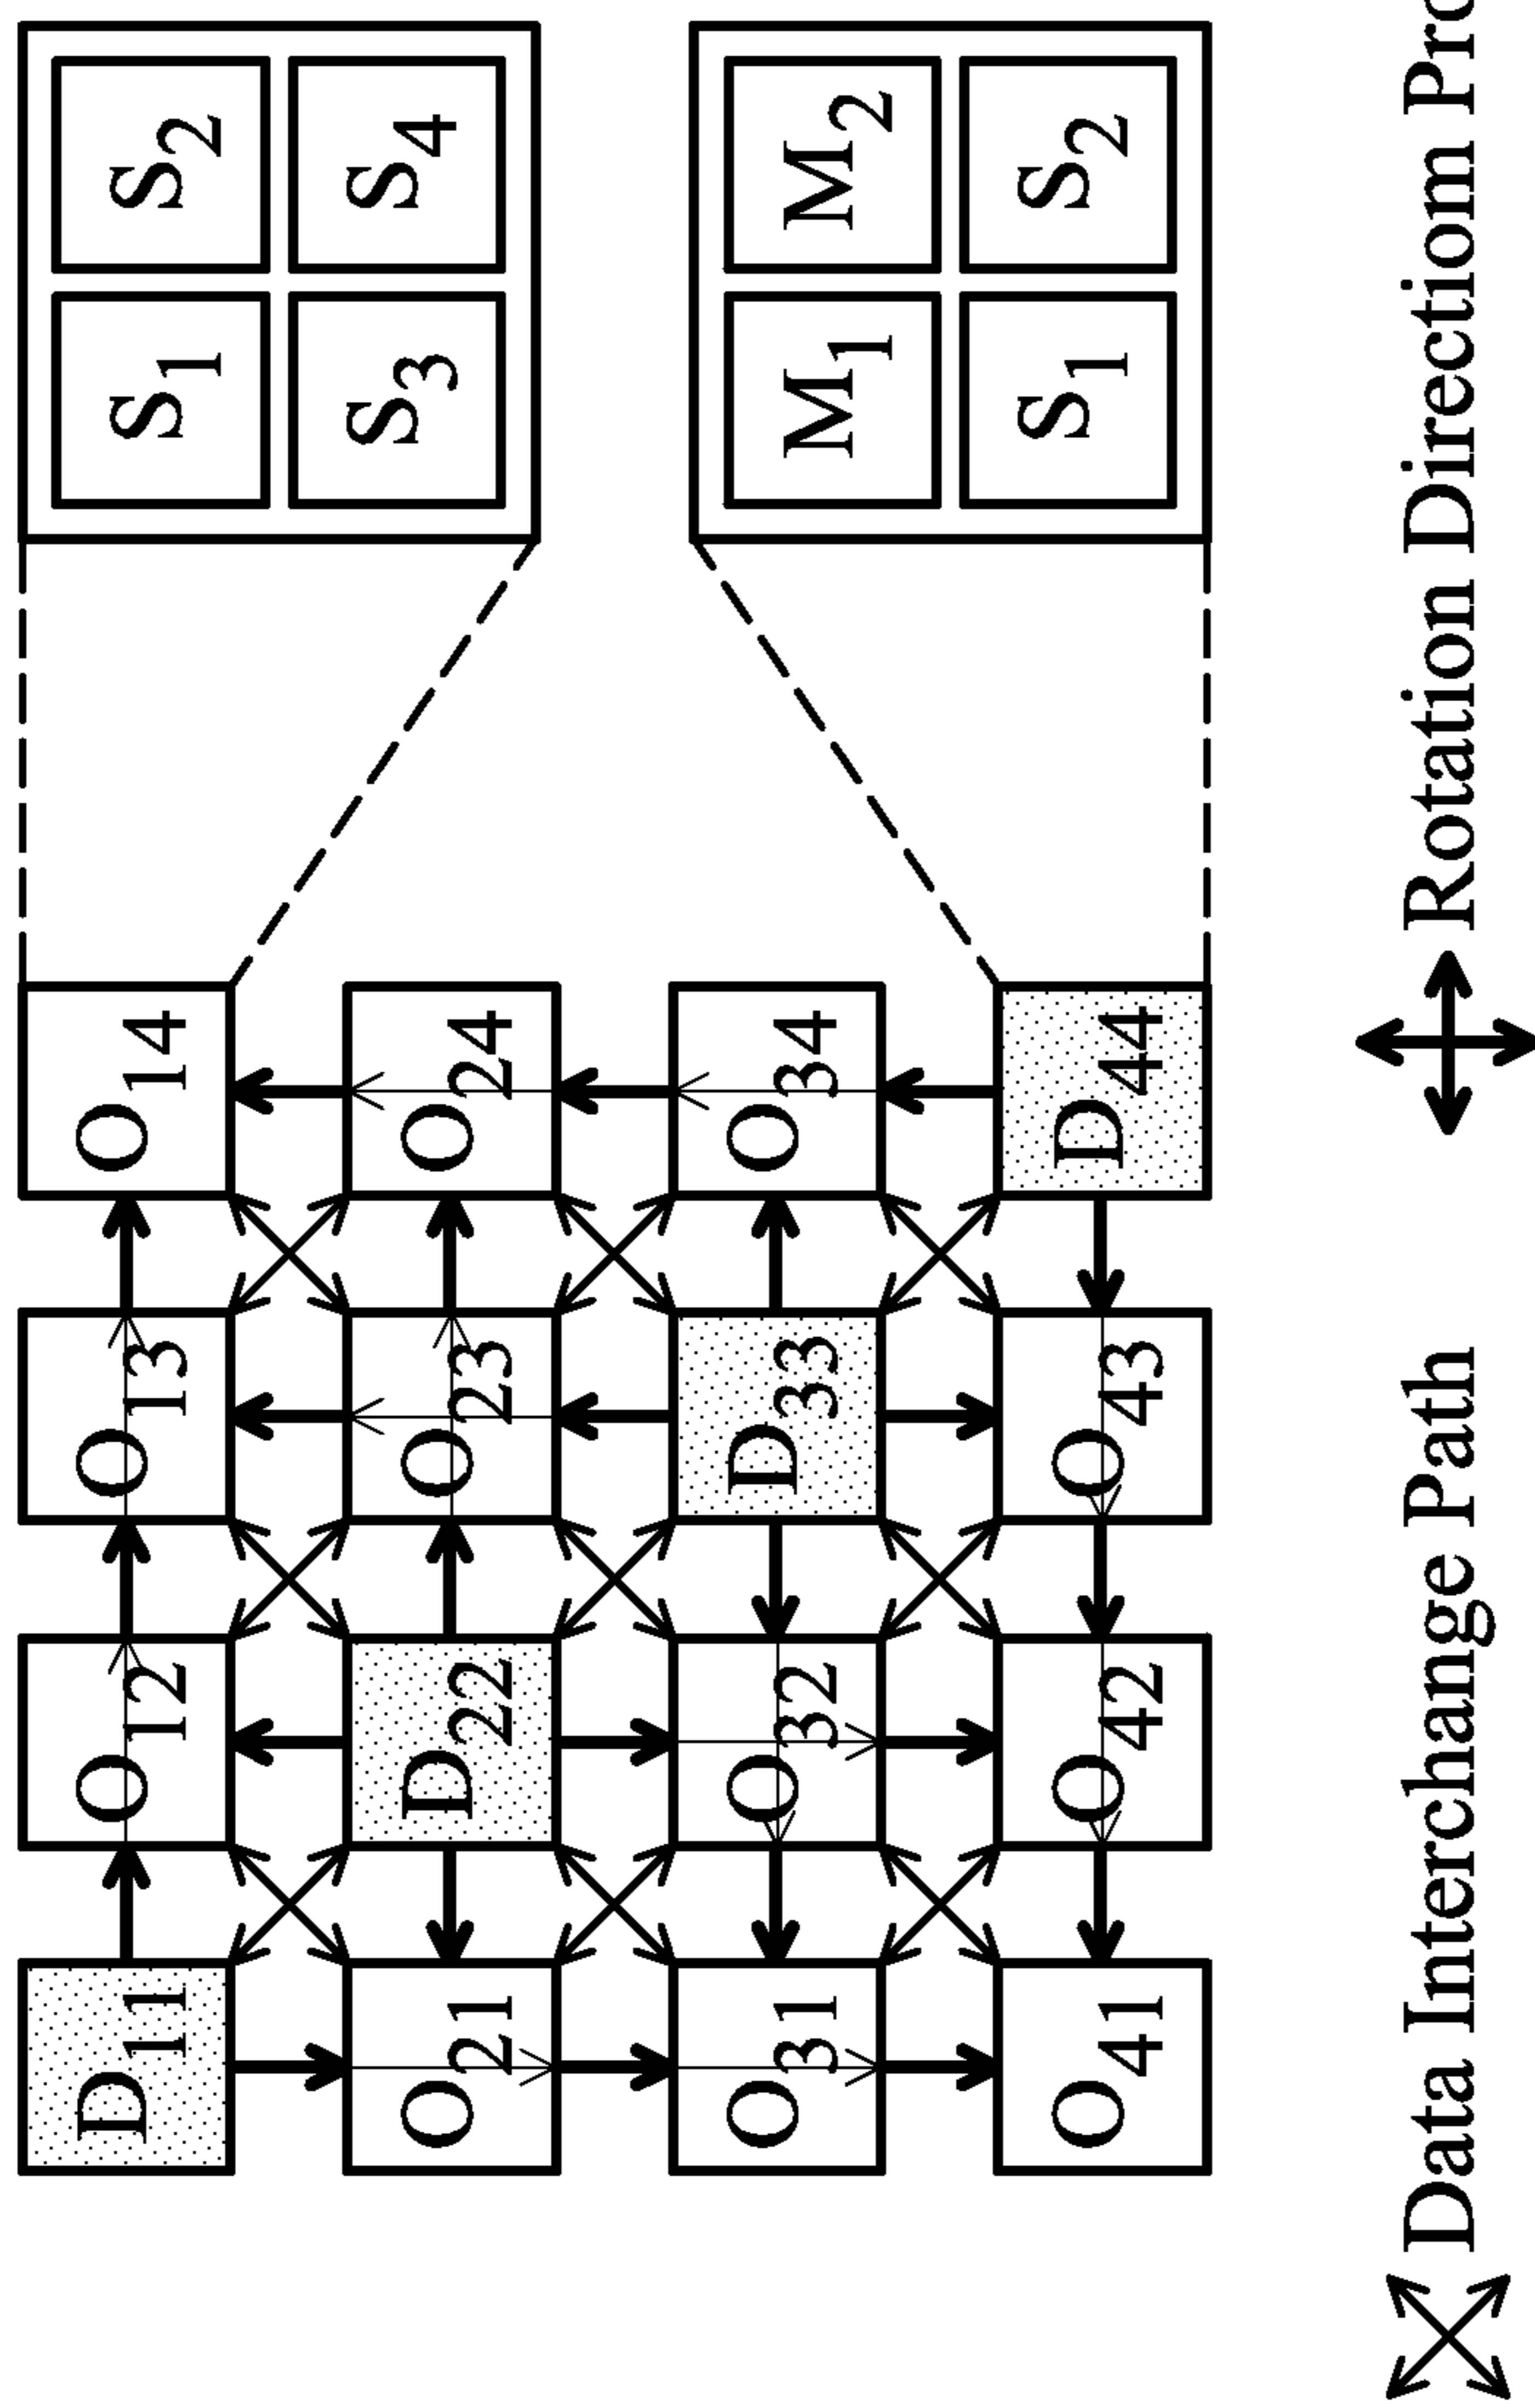 D11 O12 O13 O14 S1 S2
O21 D22 O23 O24 S3 S4
O31 O32 D33 O34 M1 M2
O41 O42 O43 D44 S1 S2
Data Interchange Path Rotation Directiom